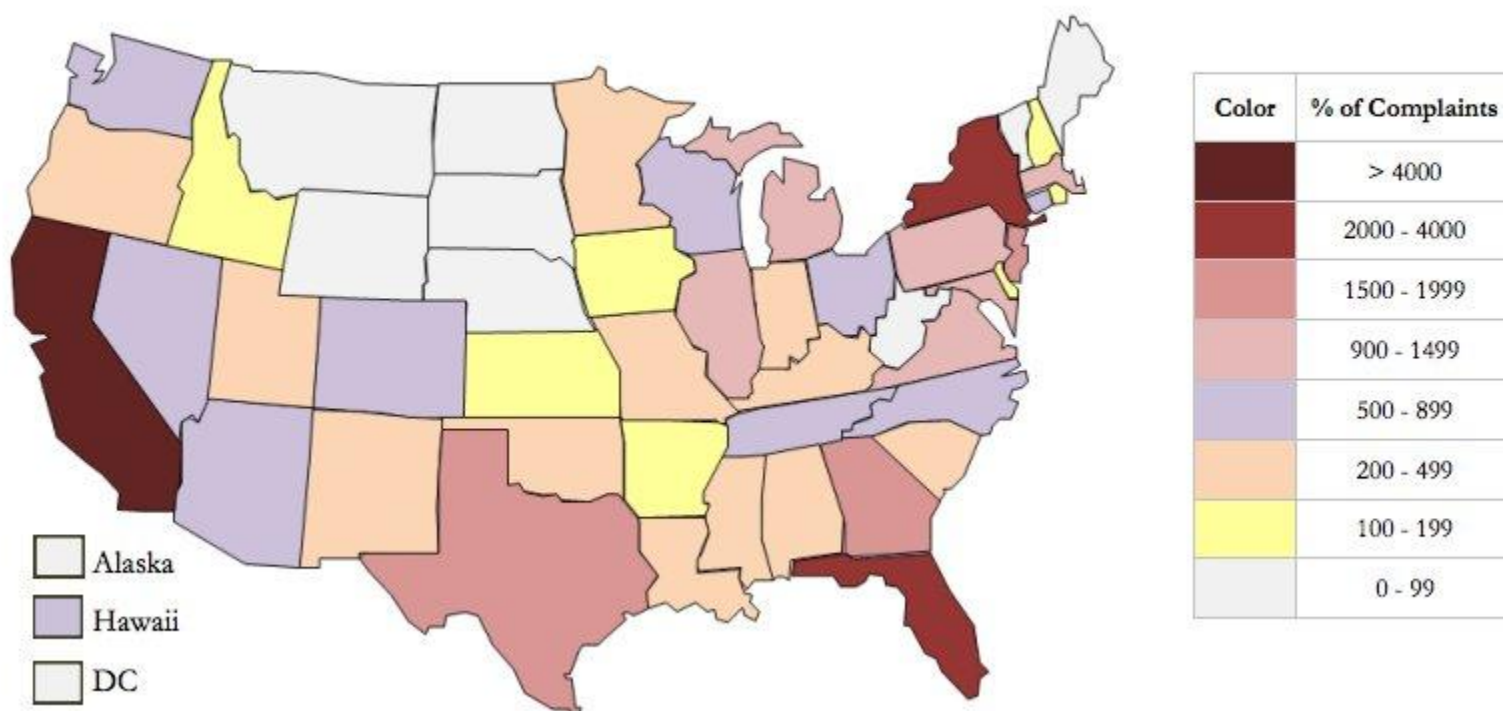 Color % of Complaints
> 4000
2000 - 4000
1500 - 1999
900 - 1499
500 - 899
200 - 499
100 - 199
0 - 99
Alaska
Hawaii
DC